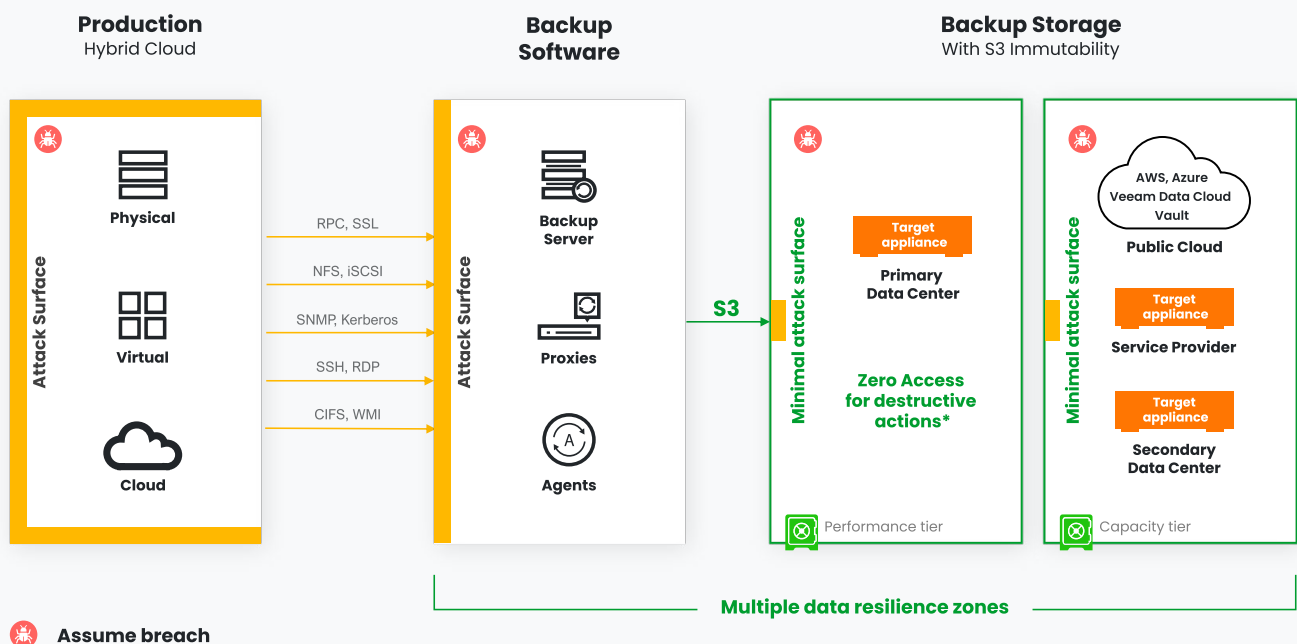 Production
Hybrid Cloud
Backup
Software
Backup Storage
With S3 Immutability
Attack Surface
Physical
Virtual
Cloud
RPC, SSL
NFS, iSCSI
SNMP, Kerberos
SSH, RDP
CIFS, WMI
Attack Surface
Backup
Server
Proxies
A
Agents
S3
Minimal attack surface
Target
appliance
Primary
Data Center
Zero Access
for destructive
actions*
Performance tier
Minimal attack surface
AWS, Azure
Veeam Data Cloud
Vault
Public Cloud
Target
appliance
Service Provider
Target
appliance
Secondary
Data Center
Capacity tier
Multiple data resilience zones
Assume breach